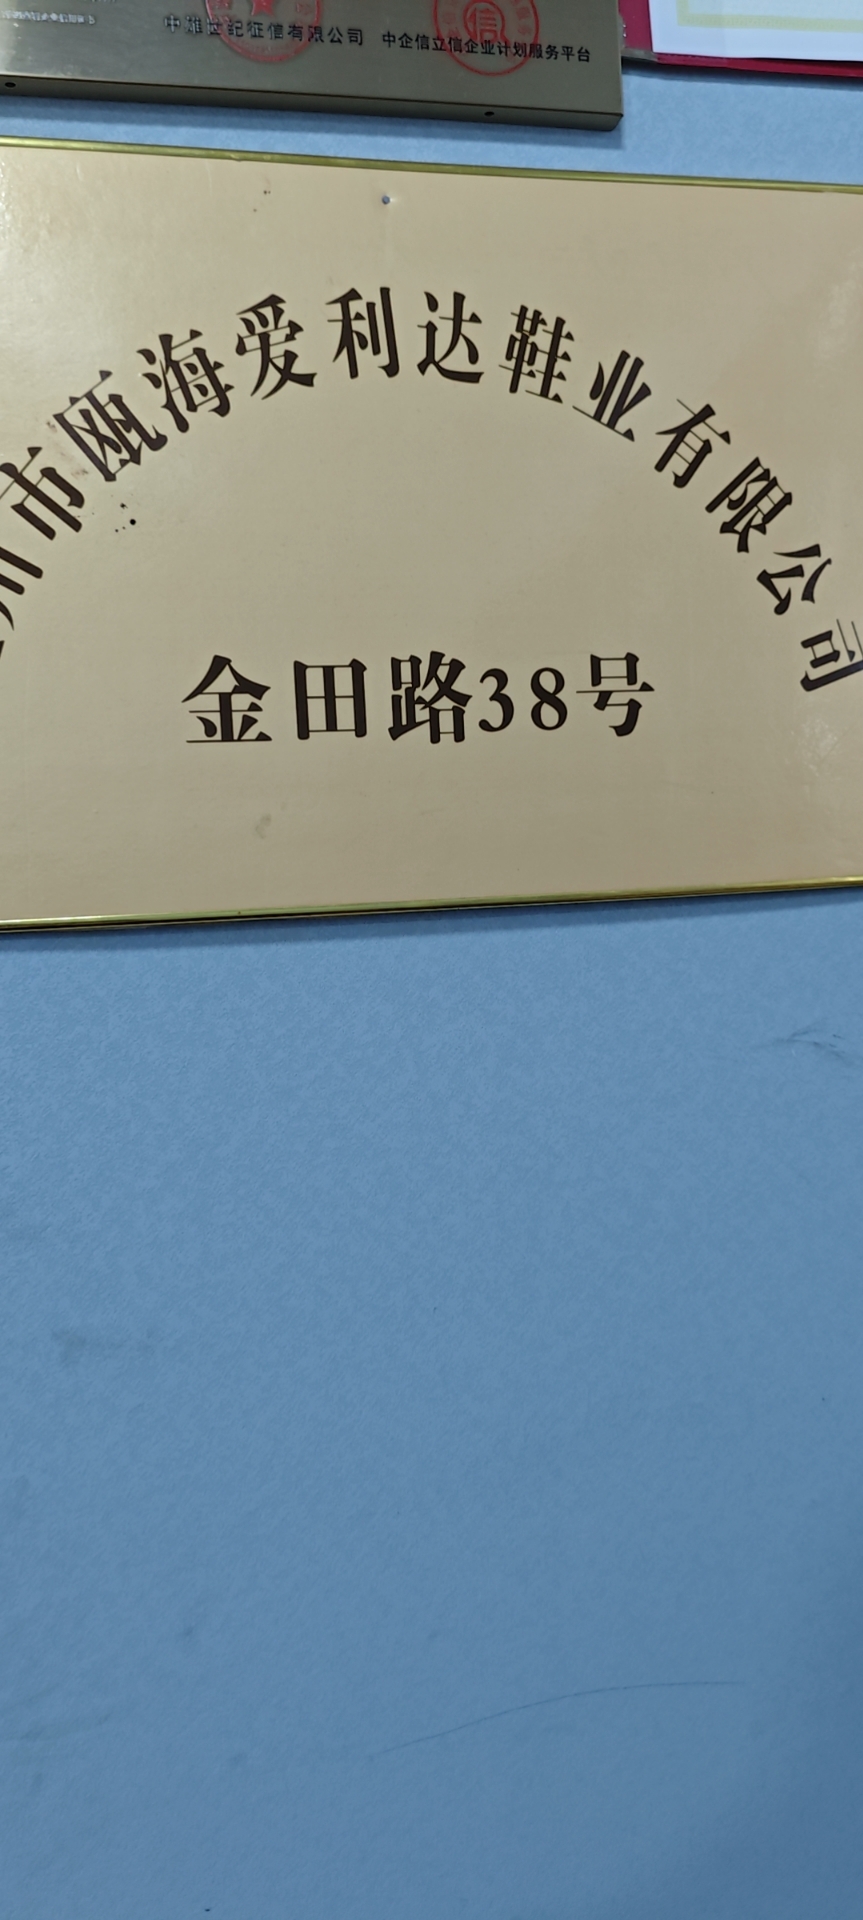 中雄世纪征信有限公司 中企信立信企业计划服务平台
信
州市瓯海爱利达鞋业有限公司
金田路38号